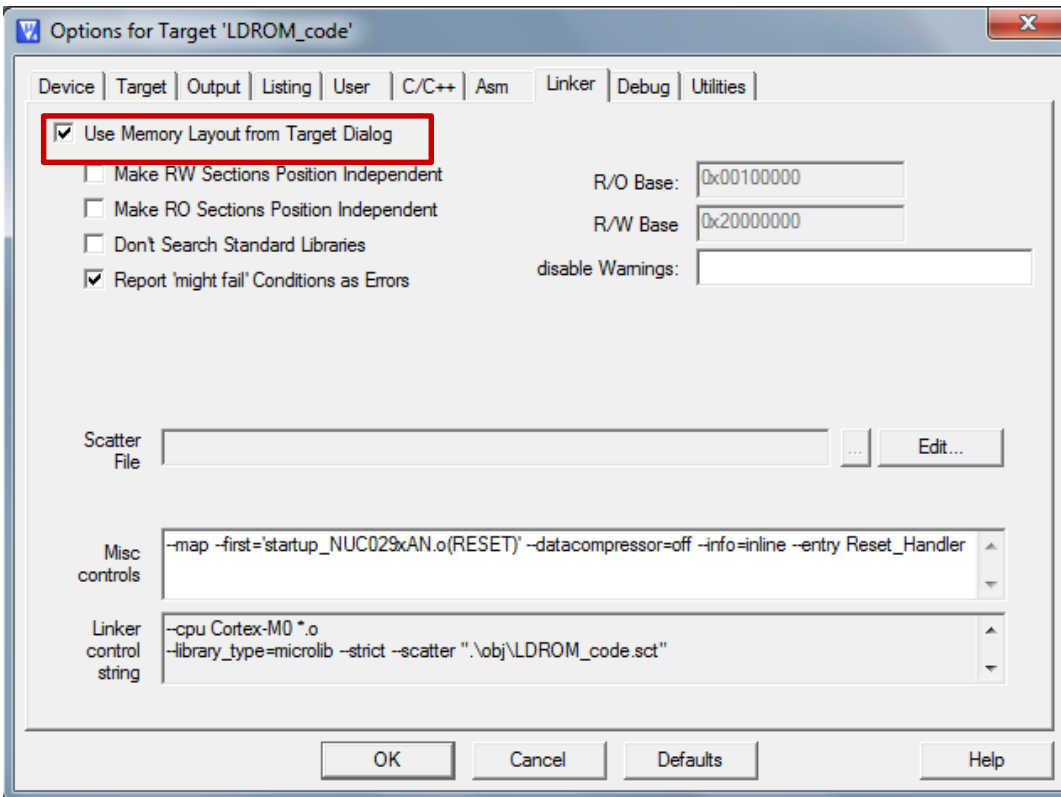 Options for Target 'LDROM_code'
Device Target Output Listing User C/C++ Asm Linker Debug Utilities
Use Memory Layout from Target Dialog
Make RW Sections Position Independent
Make RO Sections Position Independent
Don't Search Standard Libraries
Report 'might fail' Conditions as Errors
R/O Base: 0x00100000
R/W Base 0x20000000
disable Warnings:
Scatter
File
...
Edit...
Misc
controls
--map --first='startup_NUC029xAN.o(RESET)' --datacompressor=off --info=inline --entry Reset_Handler
Linker
control
string
--cpu Cortex-M0 *.o
--library_type=microlib --strict --scatter ".\obj\LDROM_code.sct"
OK Cancel Defaults Help